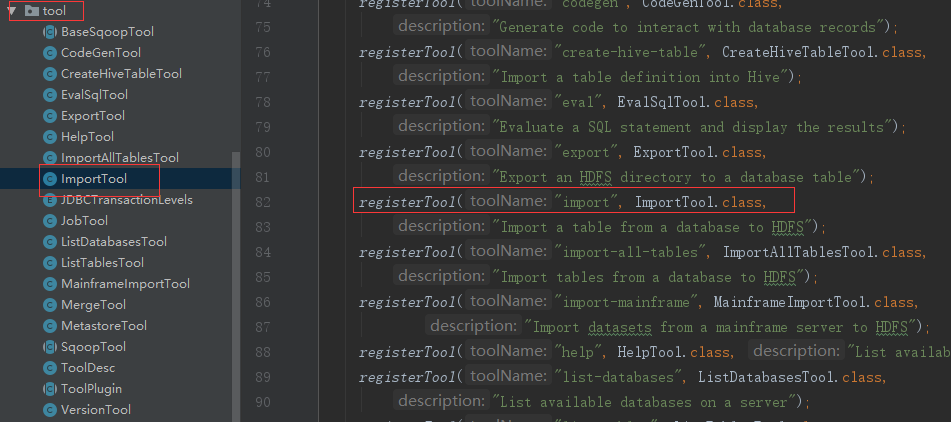 tool
BaseSqoopTool
CodeGenTool
CreateHiveTableTool
EvalSqlTool
ExportTool
HelpTool
ImportAllTablesTool
ImportTool
JDBCTransactionLevels
JobTool
ListDatabasesTool
ListTablesTool
MainframeImportTool
MergeTool
MetastoreTool
SqoopTool
ToolDesc
ToolPlugin
VersionTool
74 registerTool( toolName: "codegen", CodeGenTool.class,
75 description: "Generate code to interact with database records");
76 registerTool( toolName: "create-hive-table", CreateHiveTableTool.class,
77 description: "Import a table definition into Hive");
78 registerTool( toolName: "eval", EvalSqlTool.class,
79 description: "Evaluate a SQL statement and display the results");
80 registerTool( toolName: "export", ExportTool.class,
81 description: "Export an HDFS directory to a database table");
82 registerTool( toolName: "import", ImportTool.class,
83 description: "Import a table from a database to HDFS");
84 registerTool( toolName: "import-all-tables", ImportAllTablesTool.class,
85 description: "Import tables from a database to HDFS");
86 registerTool( toolName: "import-mainframe", MainframeImportTool.class,
87 description: "Import datasets from a mainframe server to HDFS");
88 registerTool( toolName: "help", HelpTool.class, description: "List availab
89 registerTool( toolName: "list-databases", ListDatabasesTool.class,
90 description: "List available databases on a server");